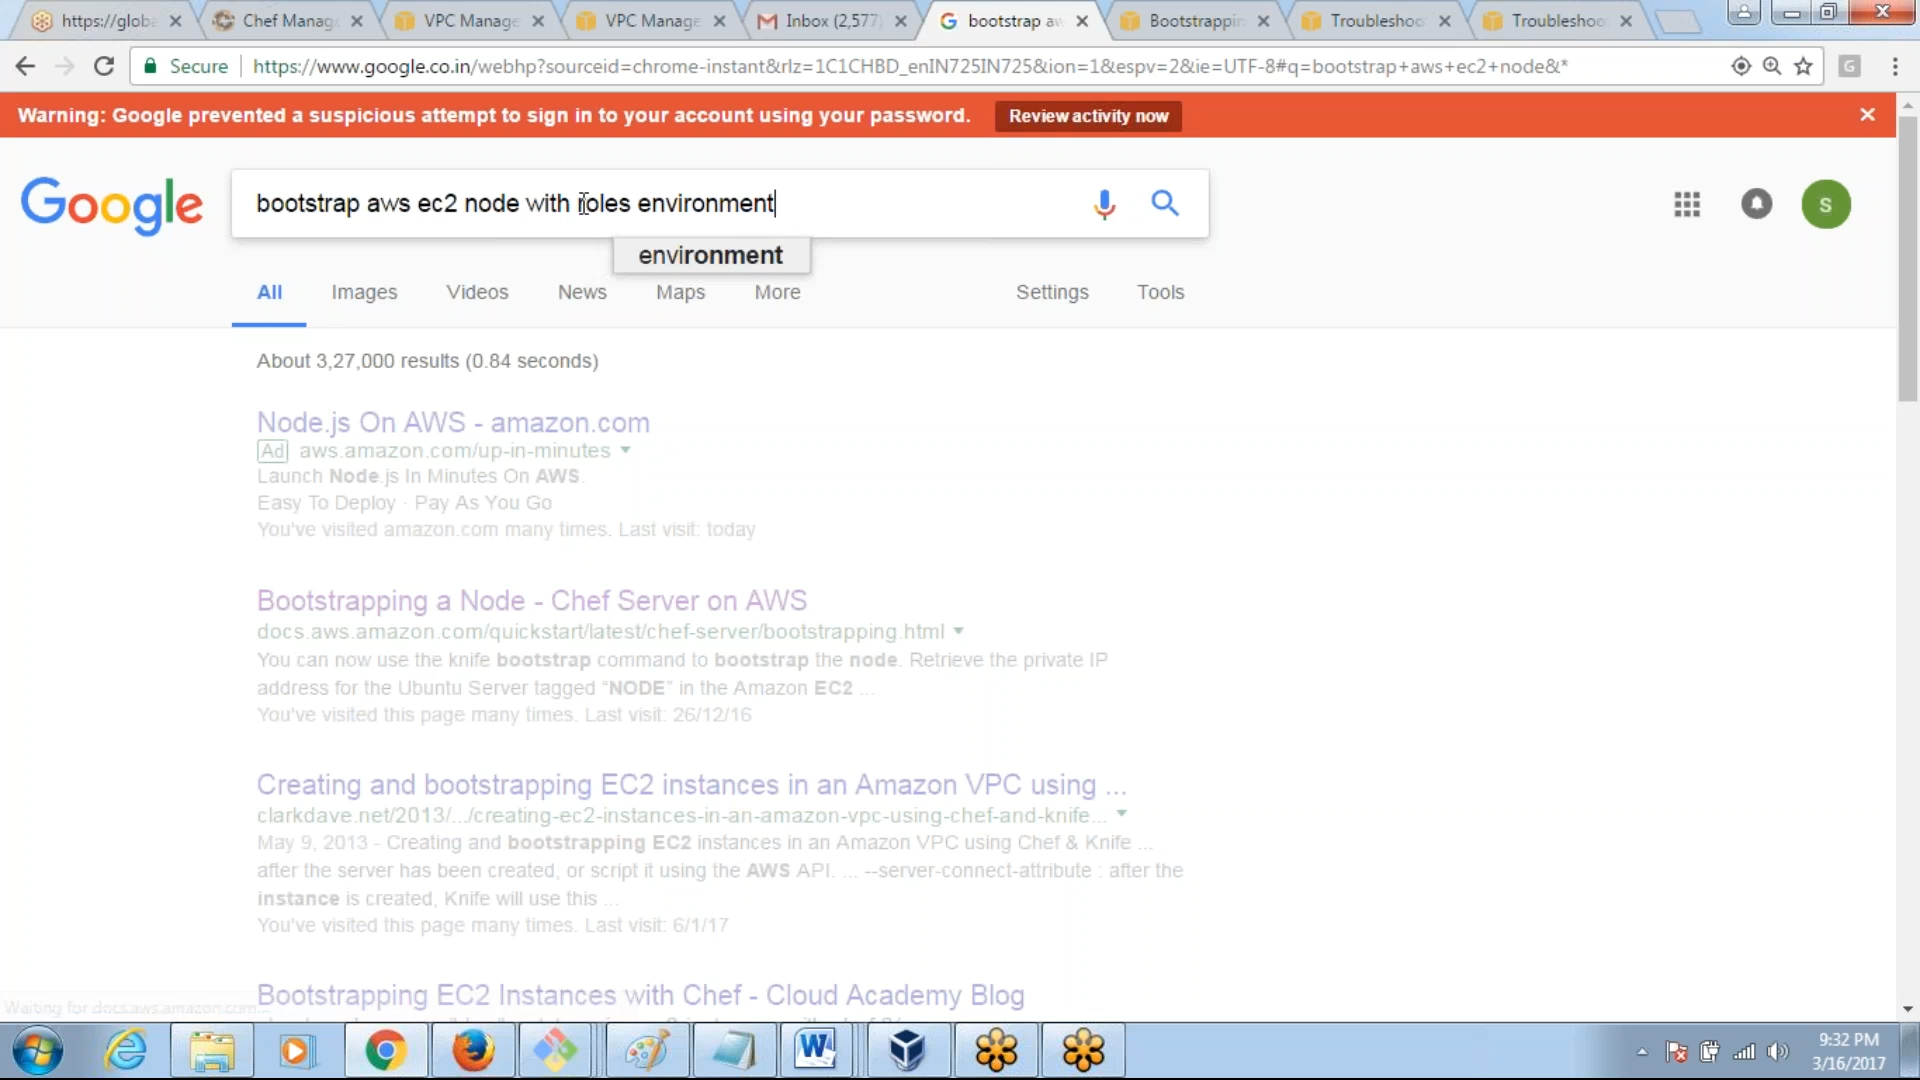 https://globa
Chef Manag
VPC Manage
VPC Manage
Inbox (2,577)
bootstrap aw
Bootstrappin
Troubleshoo
Troubleshoo
Secure
https://www.google.co.in/webhp?sourceid=chrome-instant&rlz=1C1CHBD_enIN725IN725&ion=1&espv=2&ie=UTF-8#q=bootstrap+aws+ec2+node&*
Warning: Google prevented a suspicious attempt to sign in to your account using your password.
Review activity now
Google
bootstrap aws ec2 node with roles environment
S
environment
All
Images
Videos
News
Maps
More
Settings
Tools
About 3,27,000 results (0.84 seconds)
Node.js On AWS - amazon.com
Ad aws.amazon.com/up-in-minutes
Launch Node.js In Minutes On AWS.
Easy To Deploy · Pay As You Go
You've visited amazon.com many times. Last visit: today
Bootstrapping a Node - Chef Server on AWS
docs.aws.amazon.com/quickstart/latest/chef-server/bootstrapping.html
You can now use the knife bootstrap command to bootstrap the node. Retrieve the private IP
address for the Ubuntu Server tagged “NODE” in the Amazon EC2 ...
You've visited this page many times. Last visit: 26/12/16
Creating and bootstrapping EC2 instances in an Amazon VPC using ...
clarkdave.net/2013/.../creating-ec2-instances-in-an-amazon-vpc-using-chef-and-knife...
May 9, 2013 - Creating and bootstrapping EC2 instances in an Amazon VPC using Chef & Knife ...
after the server has been created, or script it using the AWS API. ... --server-connect-attribute : after the
instance is created, Knife will use this ...
You've visited this page many times. Last visit: 6/1/17
Bootstrapping EC2 Instances with Chef - Cloud Academy Blog
Waiting for docs.aws.amazon.com...
9:32 PM
3/16/2017